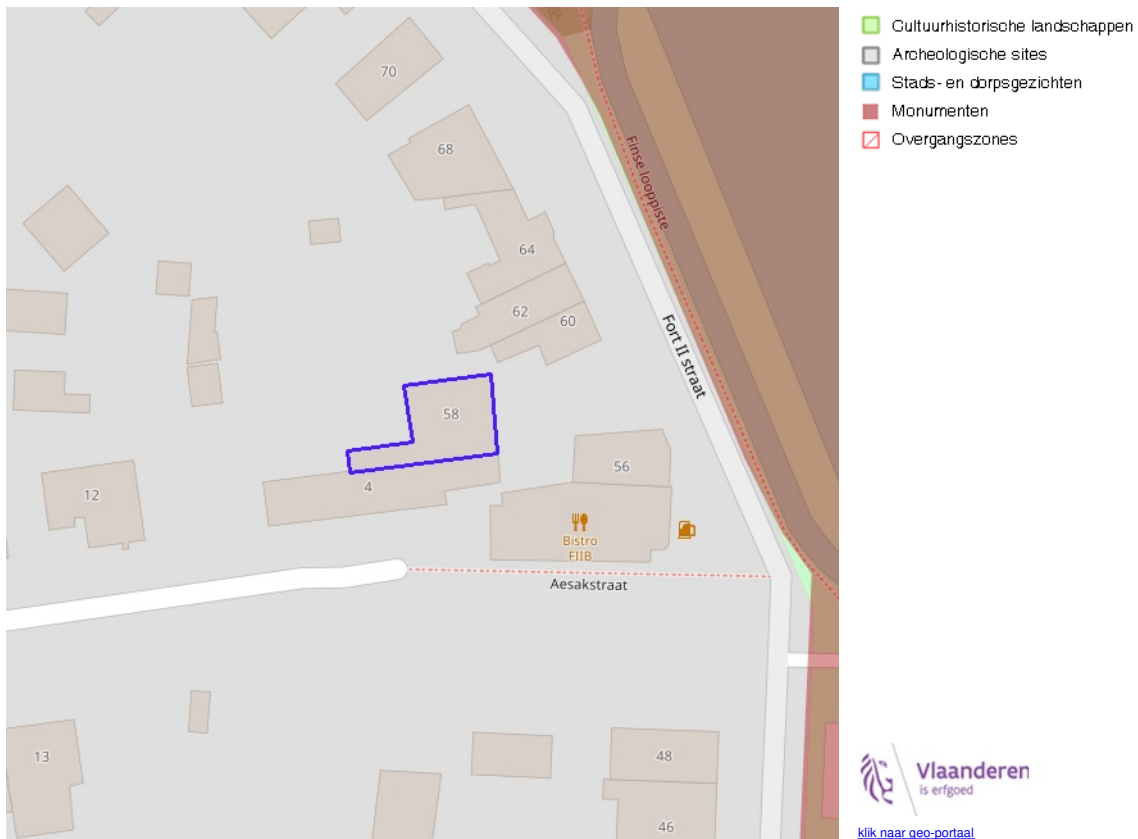 70
68
Finse looppiste
64
62
60
Fort II straat
58
56
4
12
Bistro
FIIB
Aesakstraat
13
48
46
Cultuurhistorische landschappen
Archeologische sites
Stads- en dorpsgezichten
Monumenten
Overgangszones
Vlaanderen
is erfgoed
klik naar geo-portaal